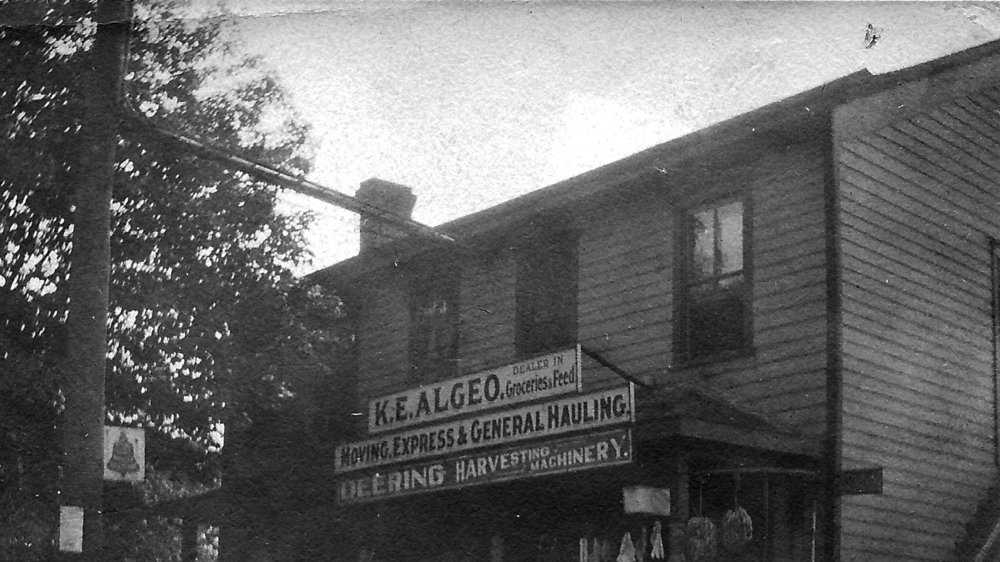 K.E. ALGEO. DEALER IN
Groceries & Feed
MOVING, EXPRESS & GENERAL HAULING.
DEERING HARVESTING MACHINERY.